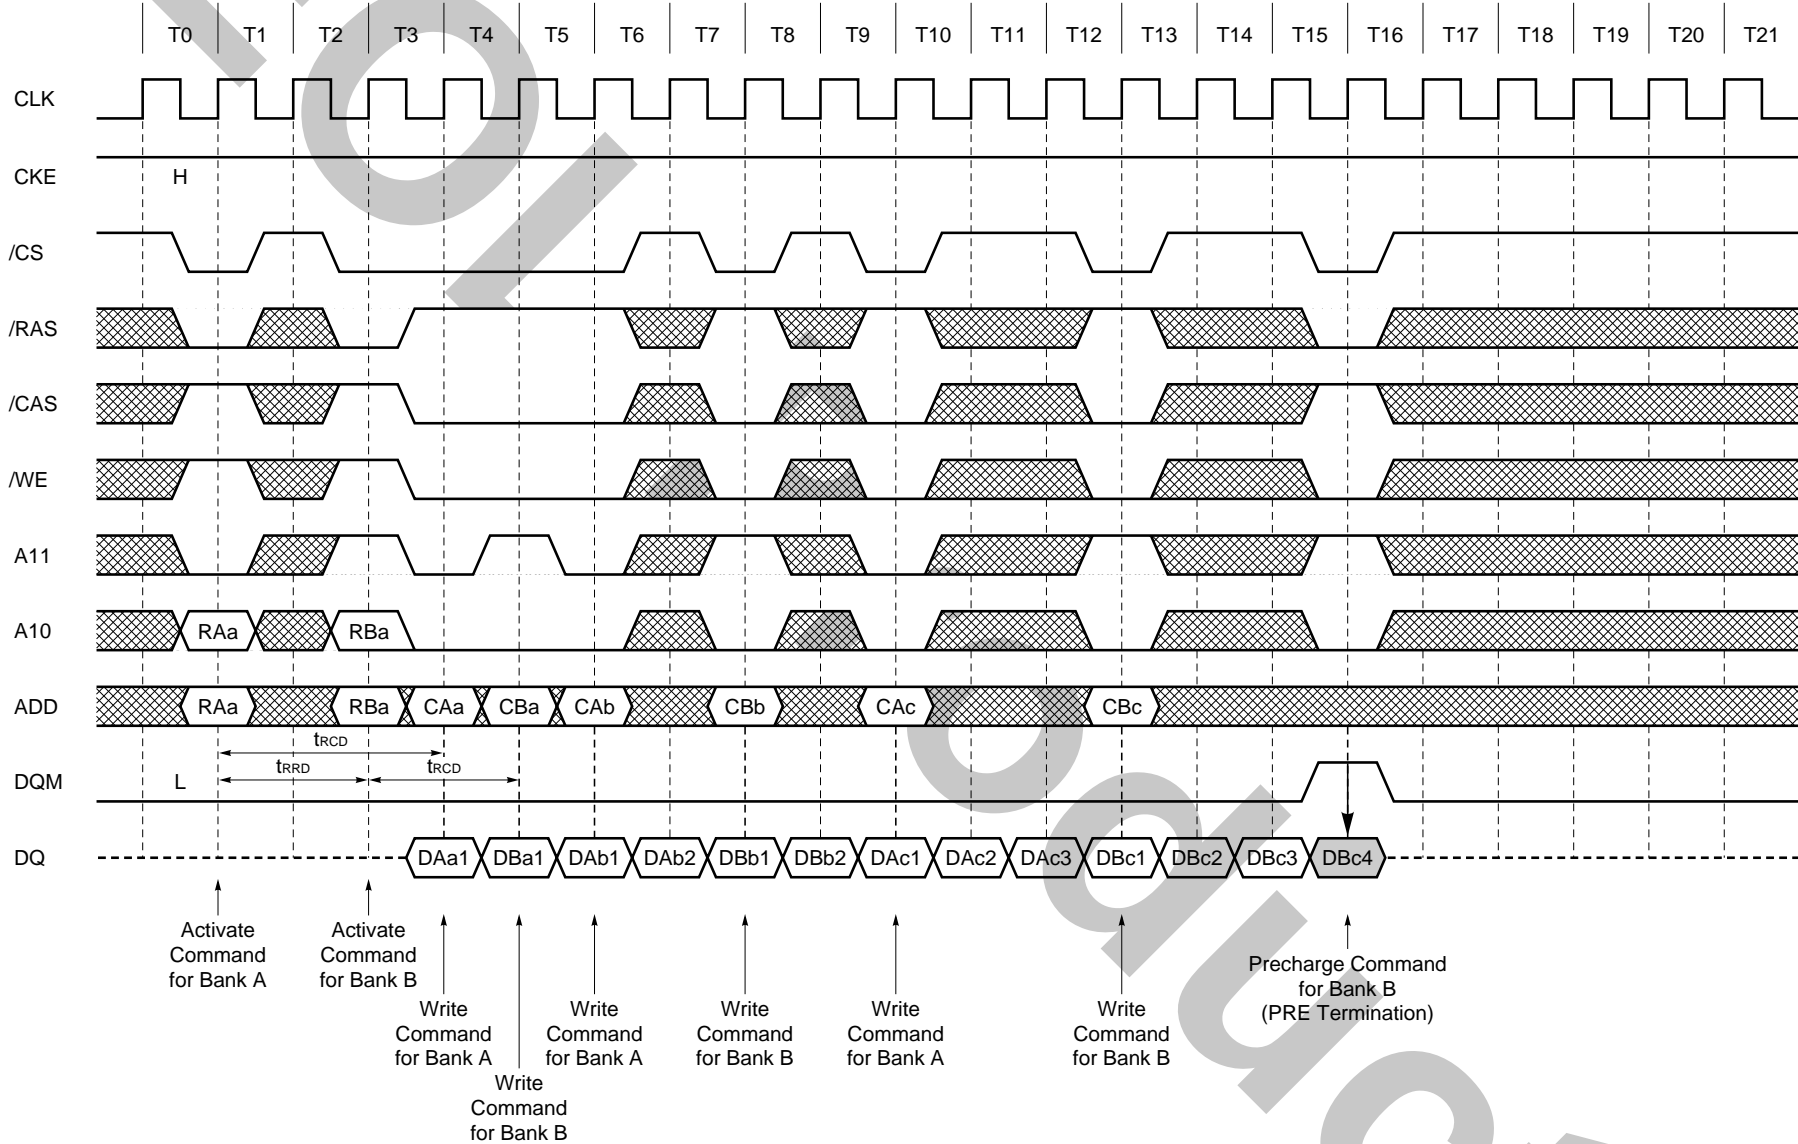 T0 T1 T2 T3 T4 T5 T6 T7 T8 T9 T10 T11 T12 T13 T14 T15 T16 T17 T18 T19 T20 T21
CLK
CKE H
/CS
/RAS
/CAS
/WE
A11
A10 RAa RBa
ADD RAa RBa CAa CBa CAb CBb CAc CBc
tRCD
tRRD tRCD
DQM L
DQ DAa1 DBa1 DAb1 DAb2 DBb1 DBb2 DAc1 DAc2 DAc3 DBc1 DBc2 DBc3 DBc4
Activate
Command
for Bank A
Activate
Command
for Bank B
Write
Command
for Bank A
Write
Command
for Bank B
Write
Command
for Bank A
Write
Command
for Bank B
Write
Command
for Bank A
Write
Command
for Bank B
Precharge Command
for Bank B
(PRE Termination)